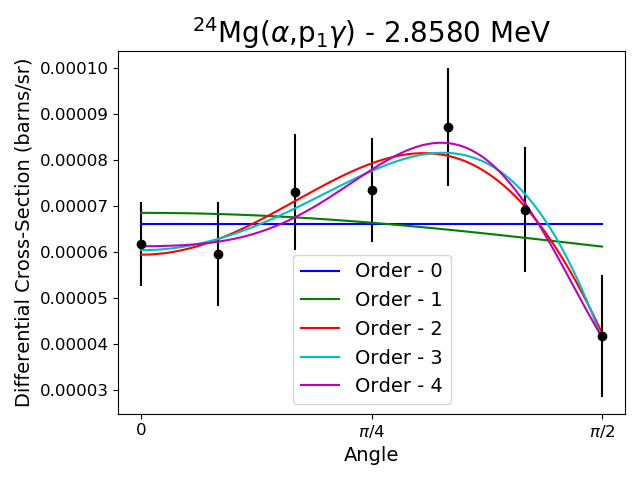 ²⁴Mg(α,p₁γ) - 2.8580 MeV
Differential Cross-Section (barns/sr)
0.00010
0.00009
0.00008
0.00007
0.00006
0.00005
0.00004
0.00003
Order - 0
Order - 1
Order - 2
Order - 3
Order - 4
0 π/4 π/2
Angle